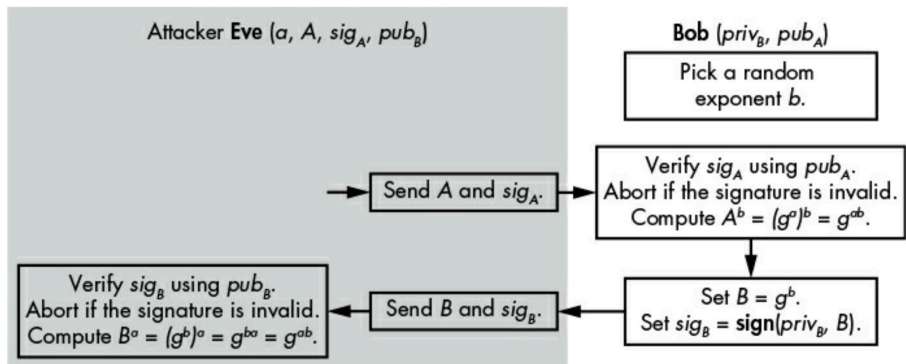 Attacker Eve (a, A, sig_A, pub_B)
Bob (priv_B, pub_A)
Pick a random
exponent b.
Send A and sig_A.
Verify sig_A using pub_A.
Abort if the signature is invalid.
Compute A^b = (g^a)^b = g^ab.
Set B = g^b.
Set sig_B = sign(priv_B, B).
Send B and sig_B.
Verify sig_B using pub_B.
Abort if the signature is invalid.
Compute B^a = (g^b)^a = g^ba = g^ab.